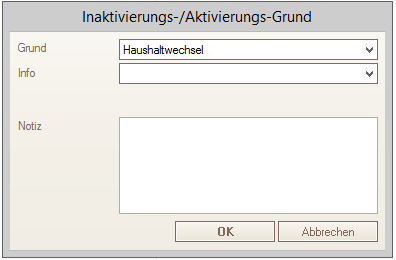 Inaktivierungs-/Aktivierungs-Grund
Grund Haushaltwechsel
Info
Notiz
OK Abbrechen